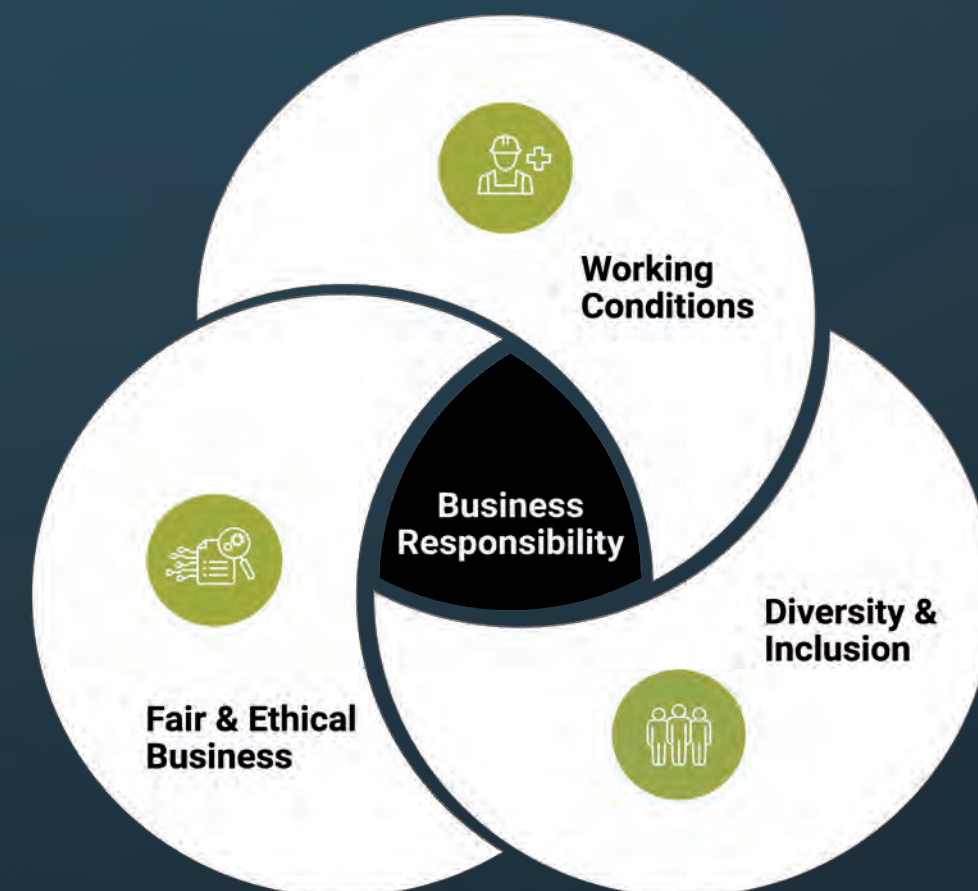 Working
Conditions
Business
Responsibility
Diversity &
Inclusion
Fair & Ethical
Business